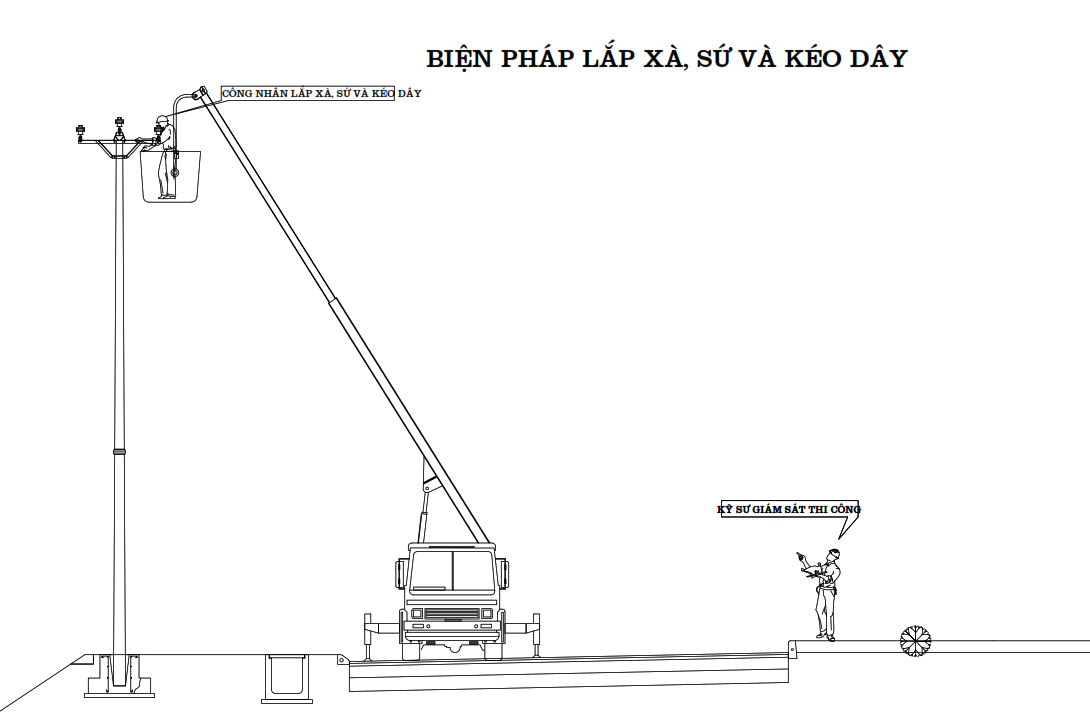 BIỆN PHÁP LẮP XÀ, SỨ VÀ KÉO DÂY
CÔNG NHÂN LẮP XÀ, SỨ VÀ KÉO DÂY
KỸ SƯ GIÁM SÁT THI CÔNG